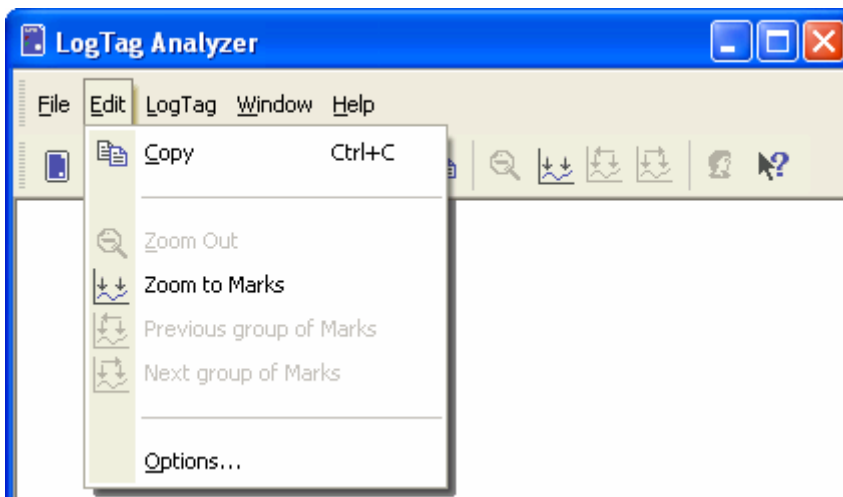 LogTag Analyzer
File Edit LogTag Window Help
Copy Ctrl+C
Zoom Out
Zoom to Marks
Previous group of Marks
Next group of Marks
Options...